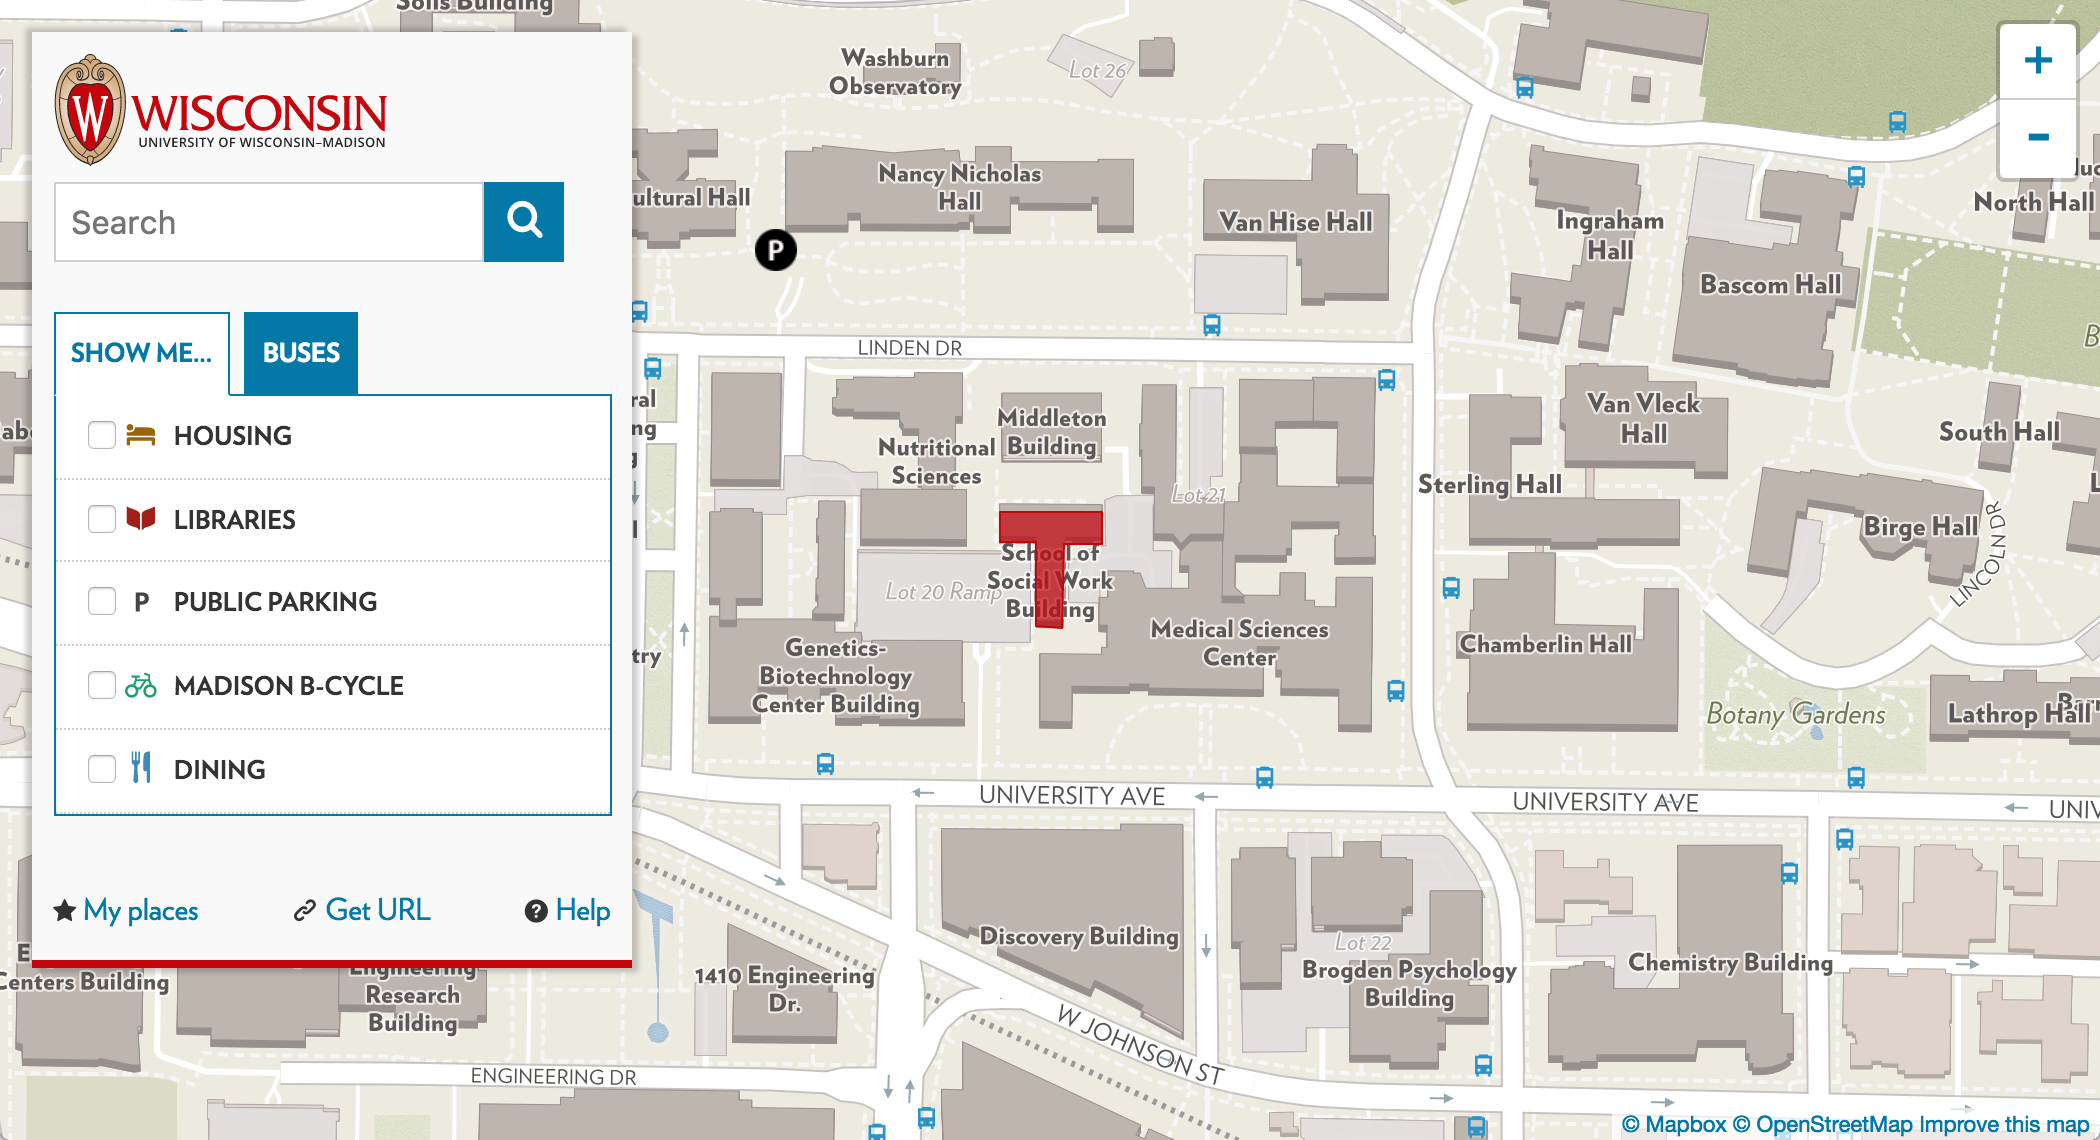 WISCONSIN
UNIVERSITY OF WISCONSIN–MADISON
Search
SHOW ME...
BUSES
HOUSING
LIBRARIES
P PUBLIC PARKING
MADISON B-CYCLE
DINING
My places
Get URL
? Help
Washburn
Observatory
Lot 26
+
-
Nancy Nicholas
Hall
ultural Hall
P
Van Hise Hall
Ingraham
Hall
North Hall
Bascom Hall
LINDEN DR
Middleton
Building
Nutritional
Sciences
Lot 21
Van Vleck
Hall
South Hall
Sterling Hall
Birge Hall
LINCOLN DR
School of
Social Work
Building
Lot 20 Ramp
Medical Sciences
Center
Chamberlin Hall
Genetics-
Biotechnology
Center Building
Botany Gardens
Lathrop Hall
UNIVERSITY AVE
UNIVERSITY AVE
UNIV
Discovery Building
Lot 22
Brogden Psychology
Building
Chemistry Building
1410 Engineering
Dr.
Centers Building
Engineering
Research
Building
W JOHNSON ST
ENGINEERING DR
© Mapbox © OpenStreetMap Improve this map